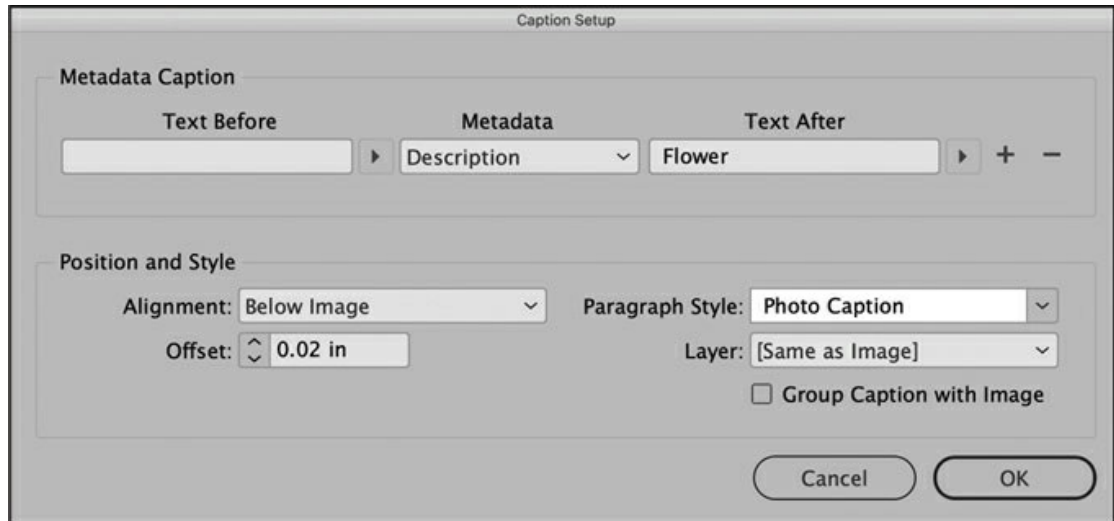 Caption Setup
Metadata Caption
Text Before Metadata Text After
Description Flower + −
Position and Style
Alignment: Below Image Paragraph Style: Photo Caption
Offset: 0.02 in Layer: [Same as Image]
Group Caption with Image
Cancel OK